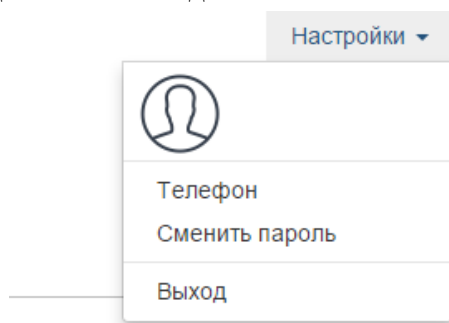 Настройки
Телефон
Сменить пароль
Выход